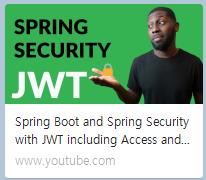 SPRING
SECURITY
JWT
Spring Boot and Spring Security
with JWT including Access and...
www.youtube.com